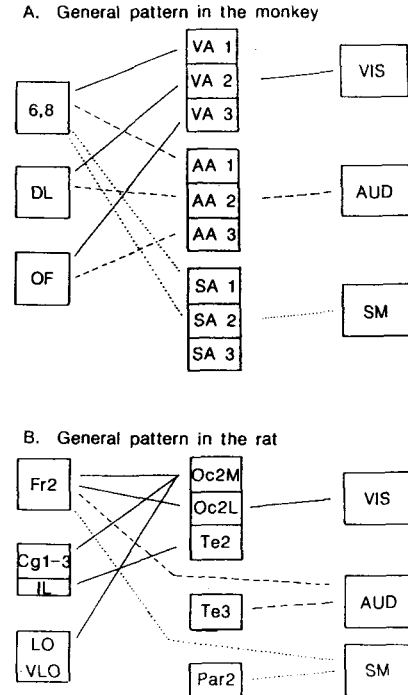 A. General pattern in the monkey
6,8
DL
OF
VA 1
VA 2
VA 3
AA 1
AA 2
AA 3
SA 1
SA 2
SA 3
VIS
AUD
SM
B. General pattern in the rat
Fr2
Cg1-3
IL
LO
VLO
Oc2M
Oc2L
Te2
Te3
Par2
VIS
AUD
SM